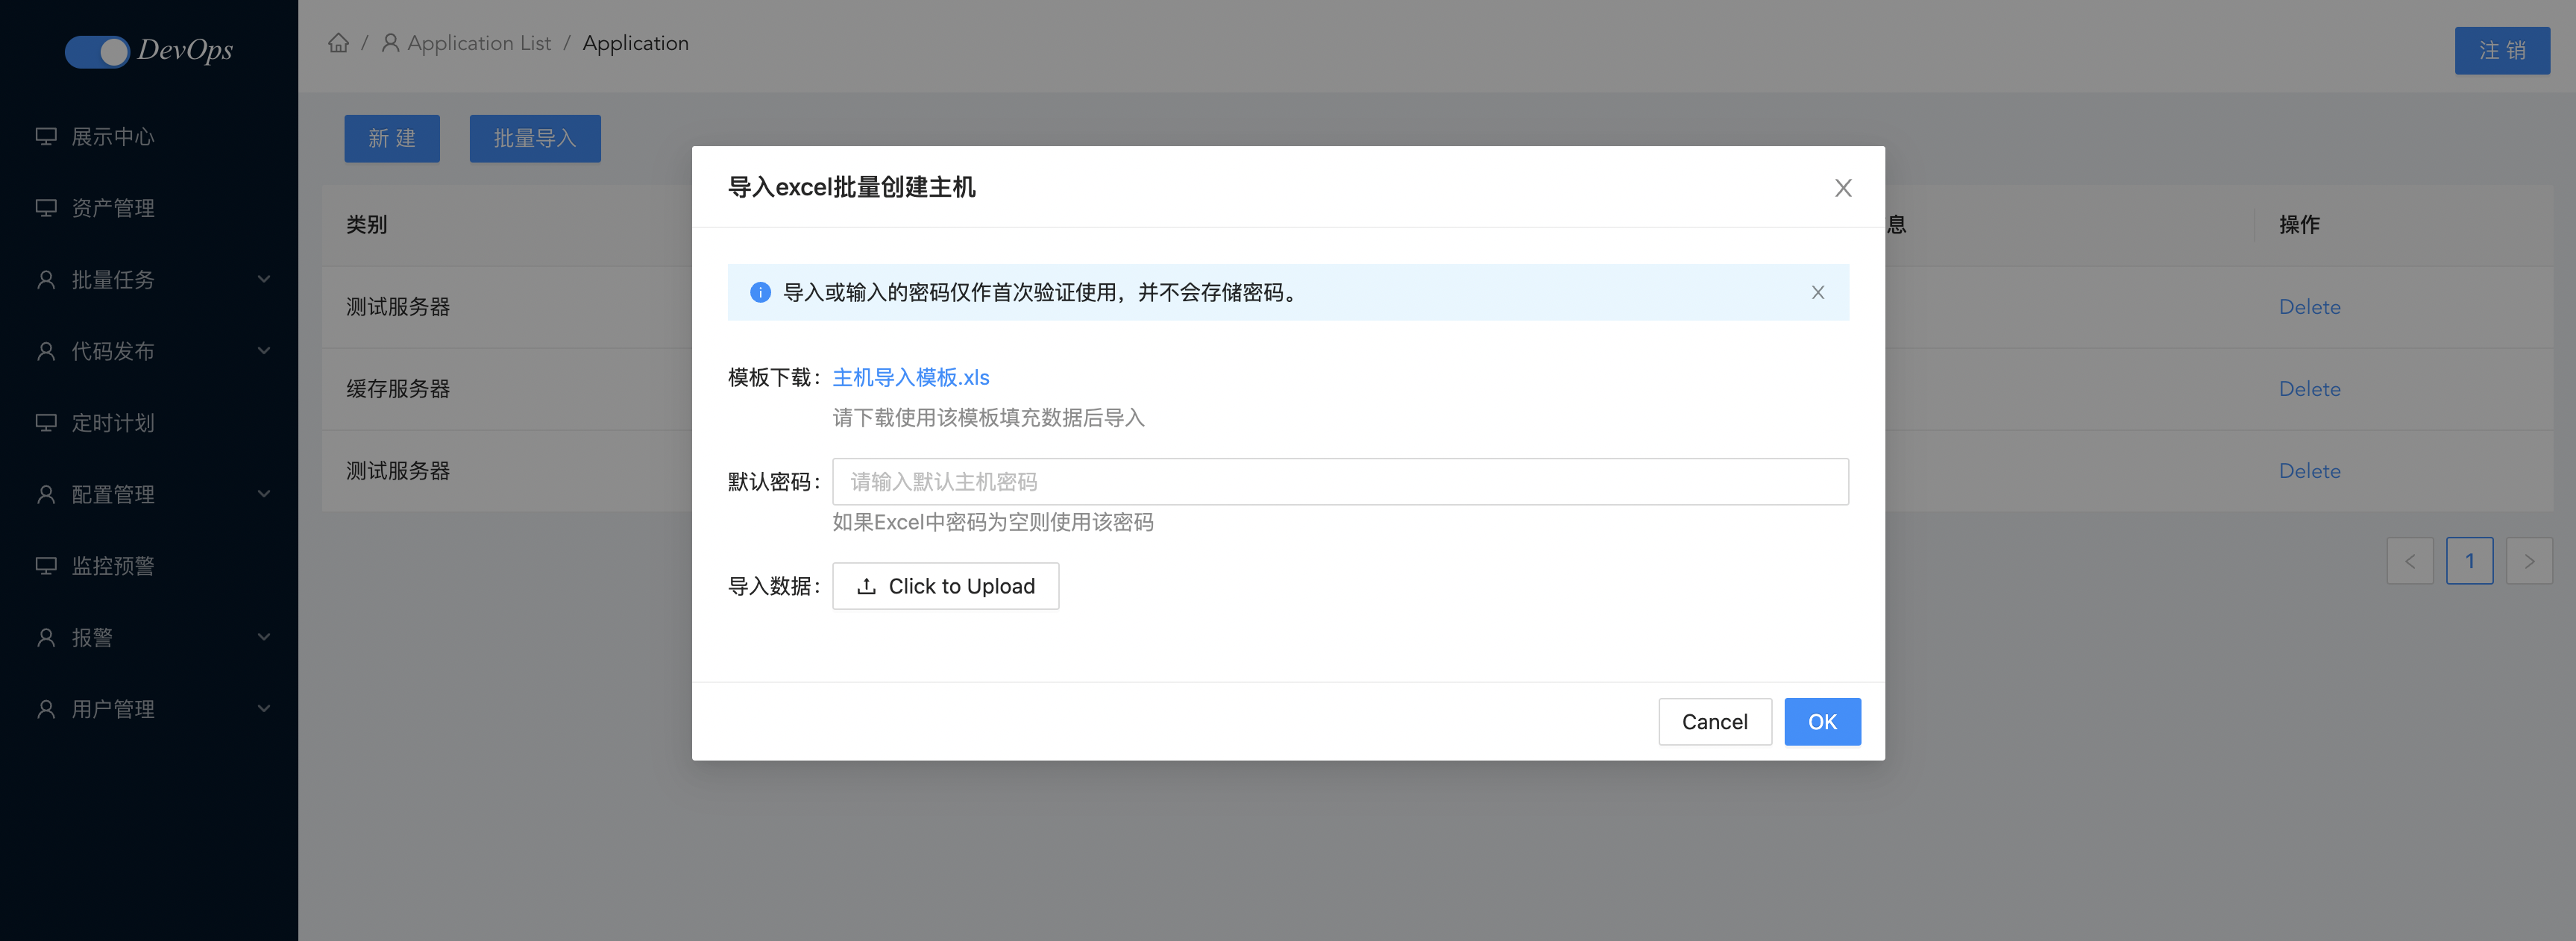 DevOps
展示中心
资产管理
批量任务
代码发布
定时计划
配置管理
监控预警
报警
用户管理
/ Application List / Application
注 销
新 建
批量导入
类别
息
操作
测试服务器
Delete
缓存服务器
Delete
测试服务器
Delete
1
导入excel批量创建主机
导入或输入的密码仅作首次验证使用，并不会存储密码。
模板下载：主机导入模板.xls
请下载使用该模板填充数据后导入
默认密码：请输入默认主机密码
如果Excel中密码为空则使用该密码
导入数据：Click to Upload
Cancel
OK